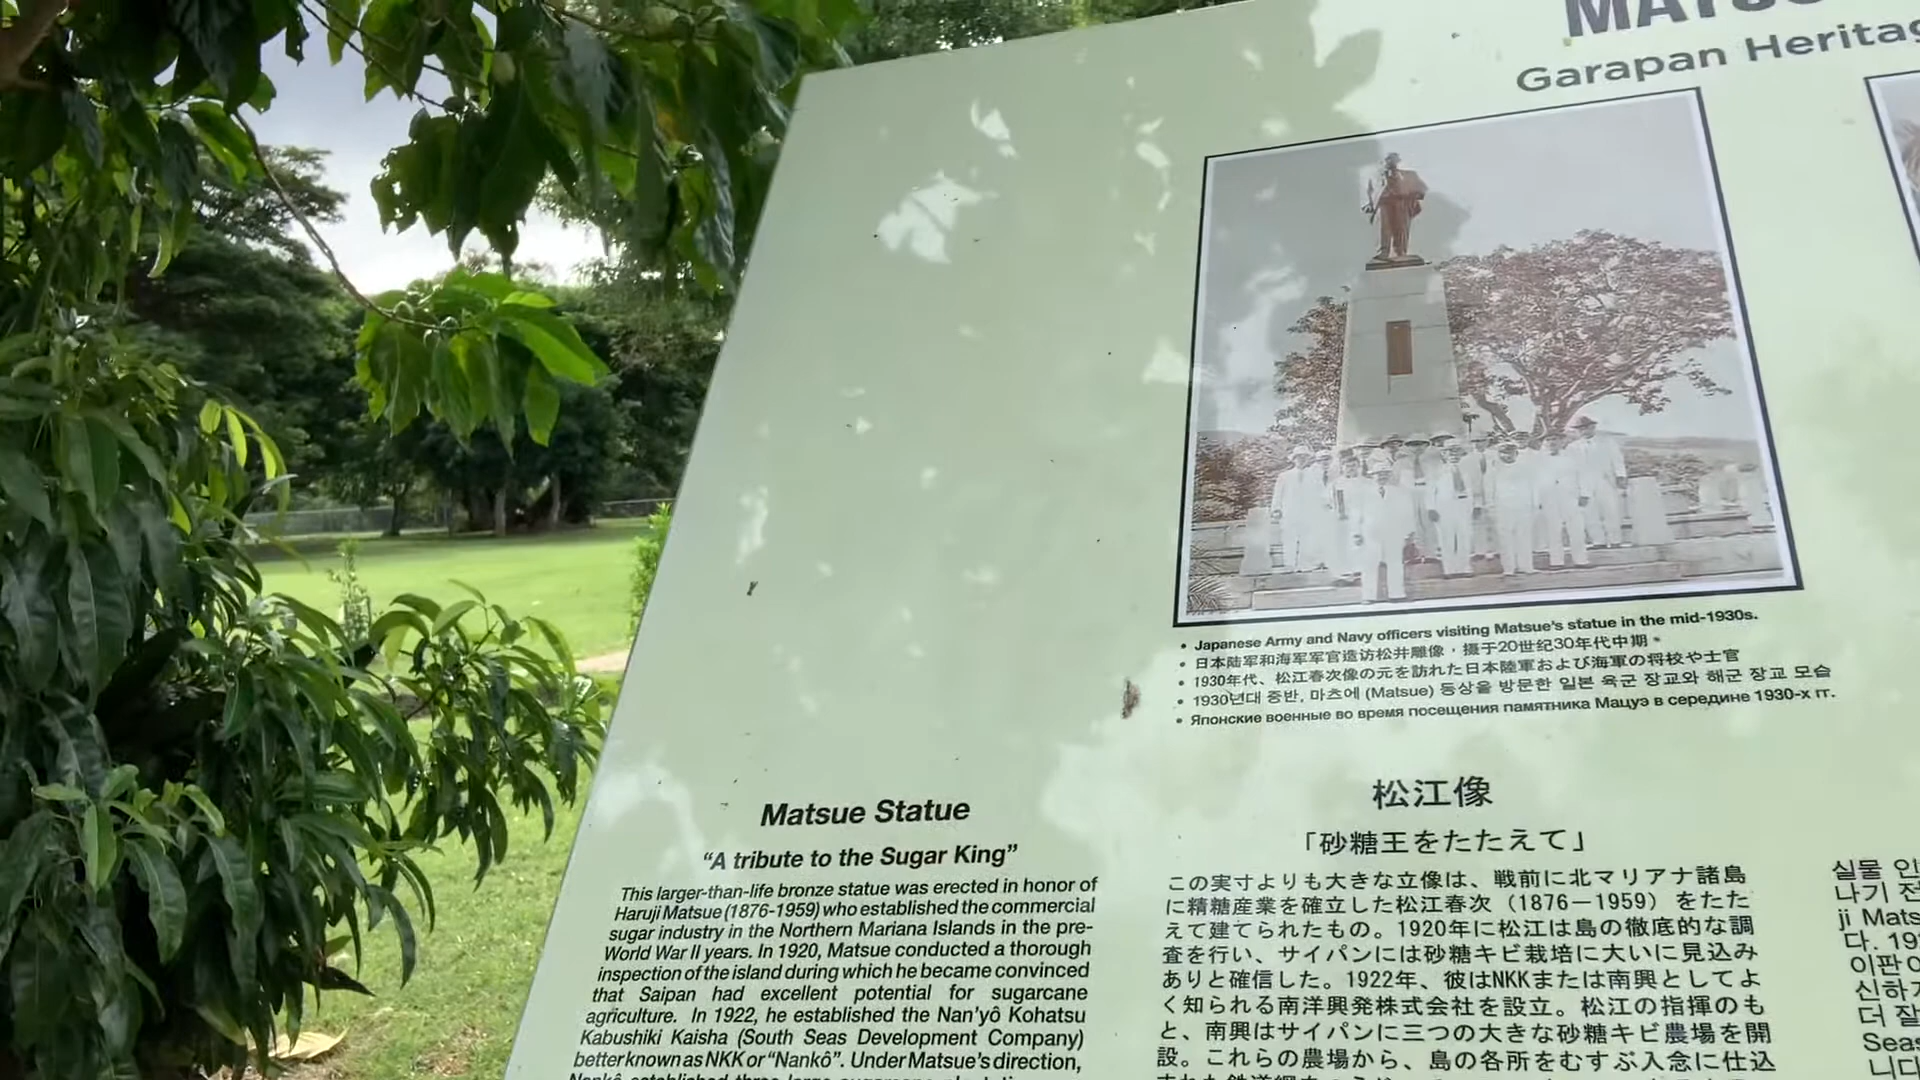 Garapan
• Japanese Army and Navy officers visiting Matsue's statue in the mid-1930s.
• 日本陆军和海军军官造访松井雕像,摄于20世纪30年代中期。
• 1930年代、松江春次像の元を訪れた日本陸軍および海軍の将校や士官
• 1930년대 중반, 마츠에 (Matsue) 동상을 방문한 일본 육군 장교와 해군 장교 모습
• Японские военные во время посещения памятника Мацуэ в середине 1930-х гг.
Matsue Statue
“A tribute to the Sugar King”
This larger-than-life bronze statue was erected in honor of
Haruji Matsue (1876-1959) who established the commercial
sugar industry in the Northern Mariana Islands in the pre-
World War II years. In 1920, Matsue conducted a thorough
inspection of the island during which he became convinced
that Saipan had excellent potential for sugarcane
agriculture. In 1922, he established the Nan'yô Kohatsu
Kabushiki Kaisha (South Seas Development Company)
better known as NKK or “Nankô”. Under Matsue's direction,
松江像
「砂糖王をたたえて」
この実寸よりも大きな立像は、戦前に北マリアナ諸島
に精糖産業を確立した松江春次(1876－1959)をたた
えて建てられたもの。1920年に松江は島の徹底的な調
査を行い、サイパンには砂糖キビ栽培に大いに見込み
ありと確信した。1922年、彼はNKKまたは南興としてよ
く知られる南洋興発株式会社を設立。松江の指揮のも
と、南興はサイパンに三つの大きな砂糖キビ農場を開
設。これらの農場から、島の各所をむすぶ入念に仕込
실물
나기
다. 19
이판
신하
더 잘
Seas
니다